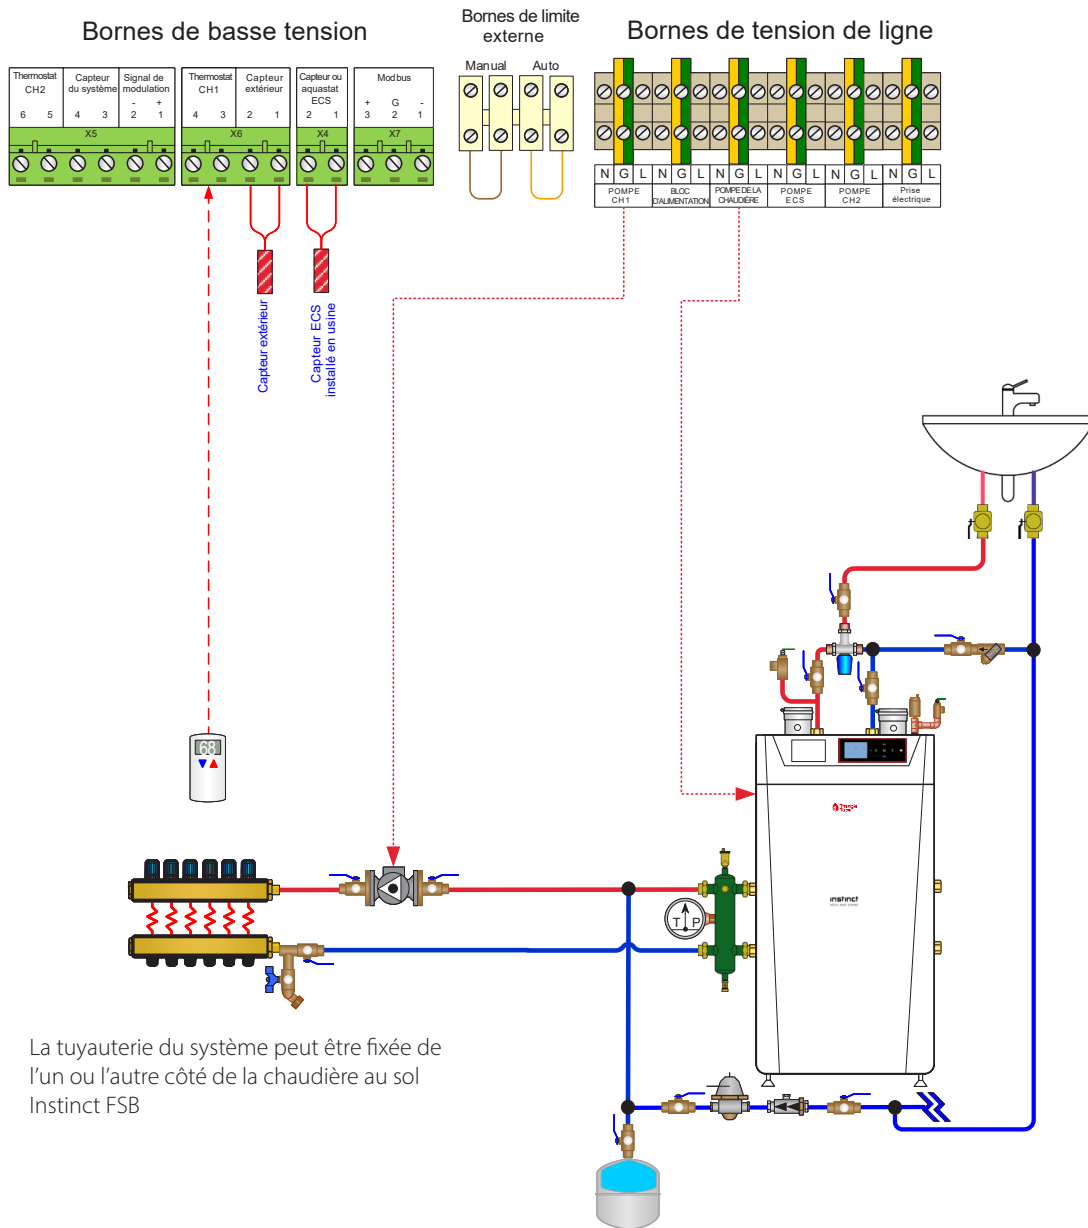 Bornes de basse tension
Bornes de limite
externe
Bornes de tension de ligne
Thermostat
CH2
Capteur
du système
Signal de
modulation
- +
6 5 4 3 2 1
X5
Thermostat
CH1
Capteur
extérieur
4 3 2 1
X6
Capteur ou
aquastat
ECS
2 1
X4
Modbus
+ G -
3 2 1
X7
Manual Auto
N G L N G L N G L N G L N G L N G L
POMPE
CH1
BLOC
D'ALIMENTATION
POMPE DE LA
CHAUDIÈRE
POMPE
ECS
POMPE
CH2
Prise
électrique
Capteur extérieur
Capteur ECS
installé en usine
68
Triangle
Tube
instinct
T P
La tuyauterie du système peut être fixée de
l'un ou l'autre côté de la chaudière au sol
Instinct FSB